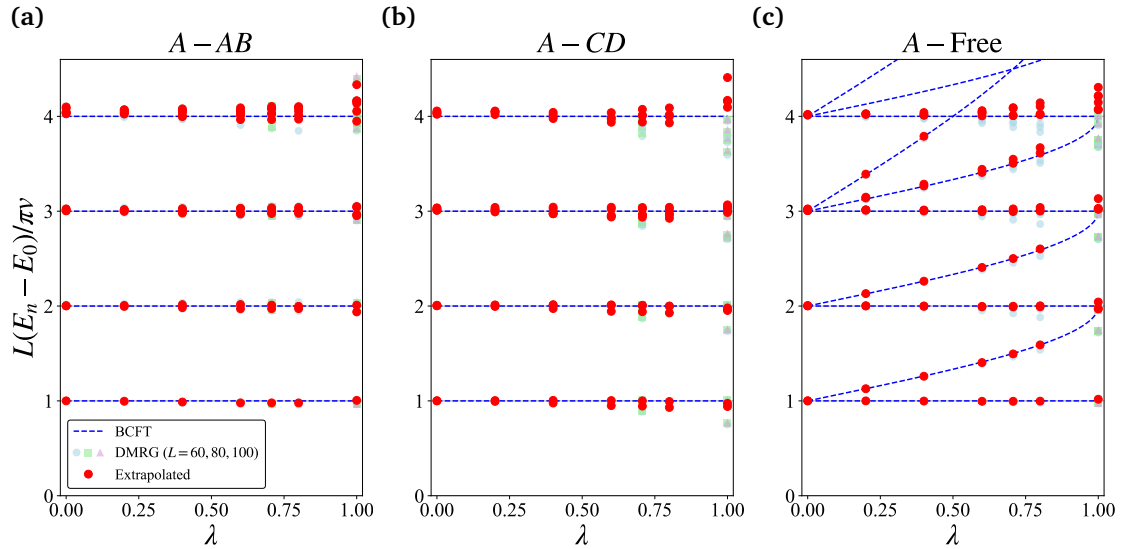 (a) (b) (c)
A − AB A − CD A − Free
L(Eₙ − E₀)/πv
4 4 4
3 3 3
2 2 2
1 1 1
0 0 0
BCFT
DMRG (L = 60, 80, 100)
Extrapolated
0.00 0.25 0.50 0.75 1.00 0.00 0.25 0.50 0.75 1.00 0.00 0.25 0.50 0.75 1.00
λ λ λ